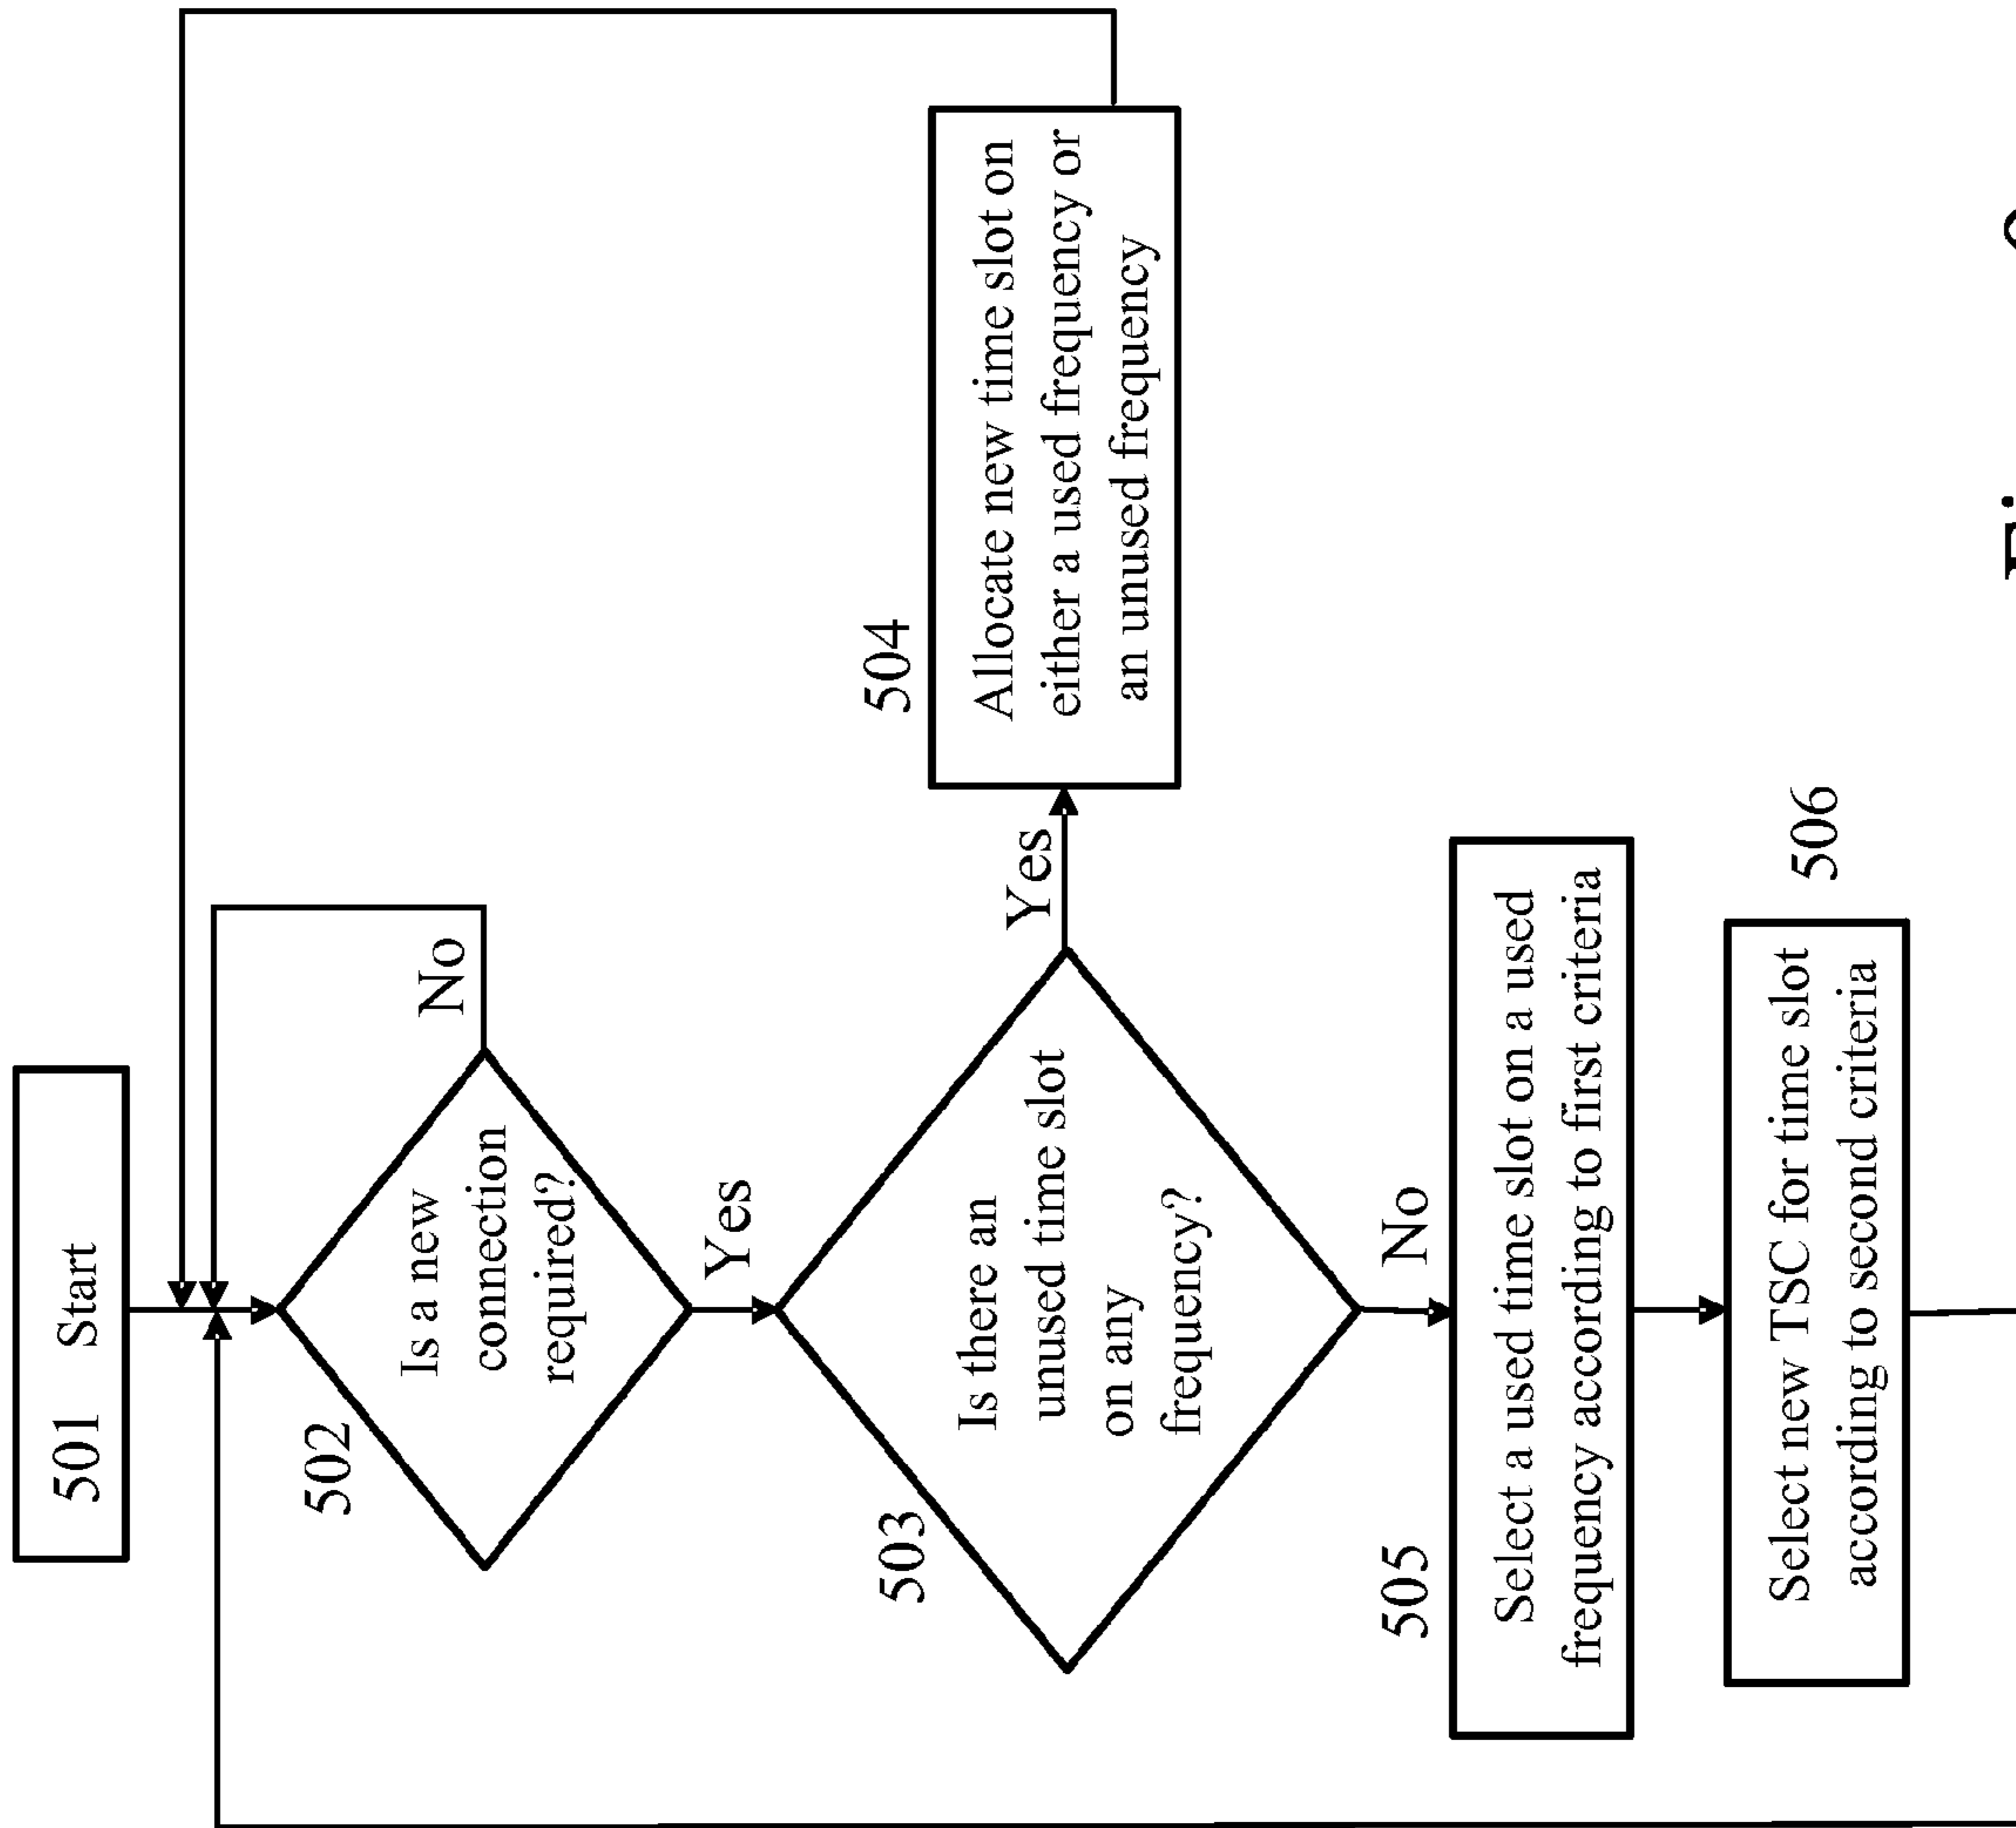 501 Start
502
Is a new
connection
required?
No
Yes
503
Is there an
unused time slot
on any
frequency?
Yes
504
Allocate new time slot on
either a used frequency or
an unused frequency
No
505
Select a used time slot on a used
frequency according to first criteria
506
Select new TSC for time slot
according to second criteria